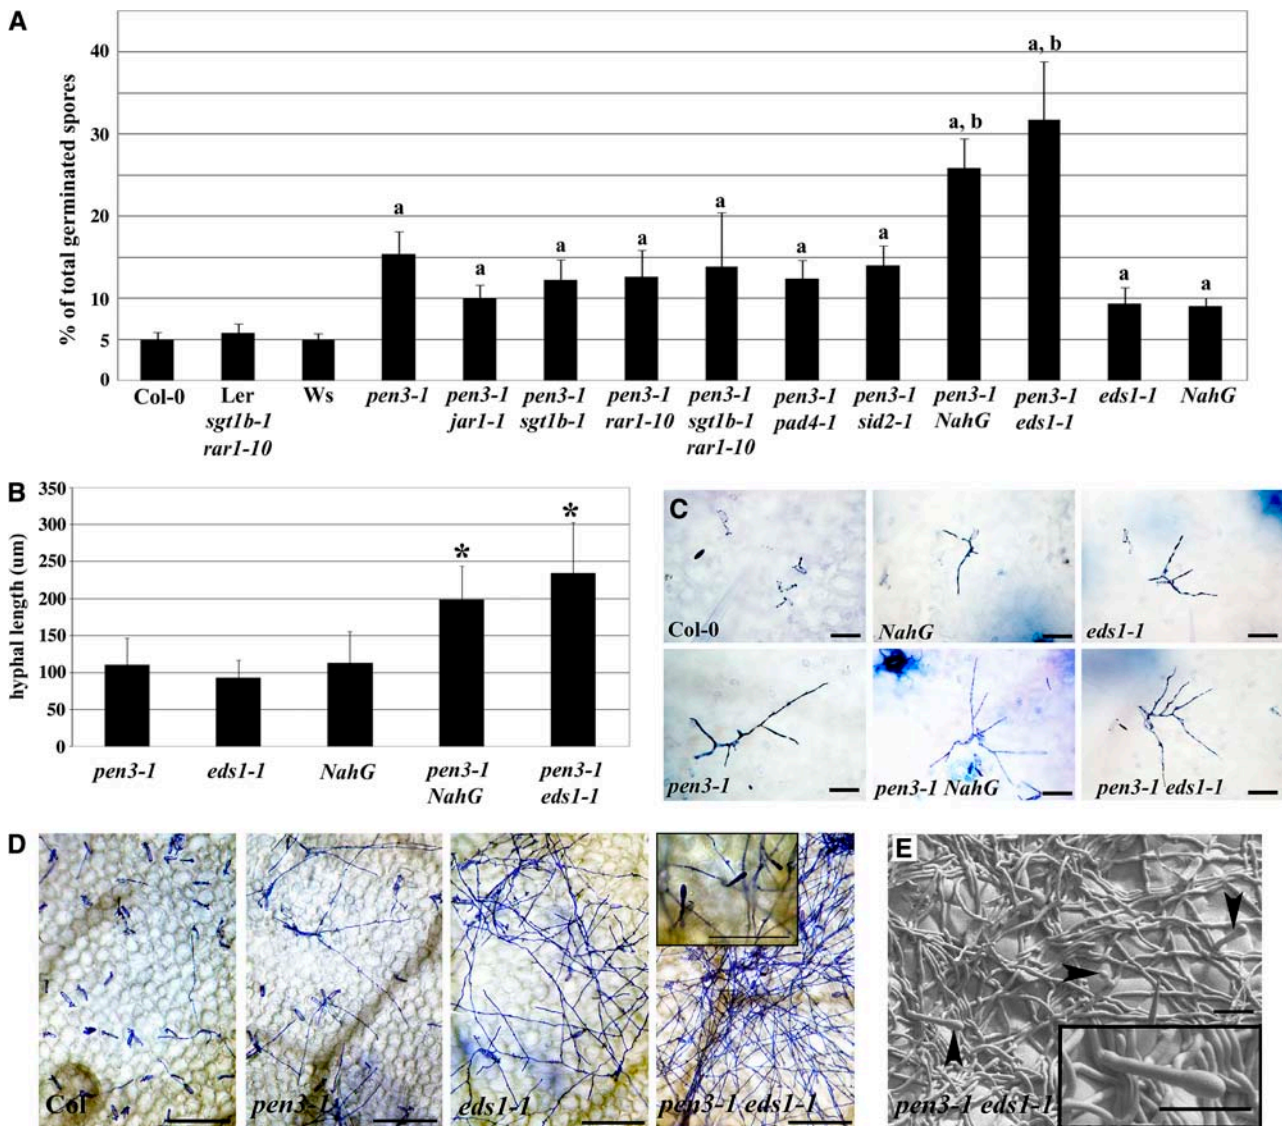 A
% of total germinated spores
40
30
20
10
5
0
a
a
a
a
a
a
a
a, b
a, b
a
a
Col-0
Ler
sgt1b-1
rar1-10
Ws
pen3-1
pen3-1
jar1-1
pen3-1
sgt1b-1
pen3-1
rar1-10
pen3-1
sgt1b-1
rar1-10
pen3-1
pad4-1
pen3-1
sid2-1
pen3-1
NahG
pen3-1
eds1-1
eds1-1
NahG
B
hyphal length (um)
350
300
250
200
150
100
50
0
*
*
pen3-1
eds1-1
NahG
pen3-1
NahG
pen3-1
eds1-1
C
Col-0
NahG
eds1-1
pen3-1
pen3-1 NahG
pen3-1 eds1-1
D
Col
pen3-1
eds1-1
pen3-1 eds1-1
E
pen3-1 eds1-1